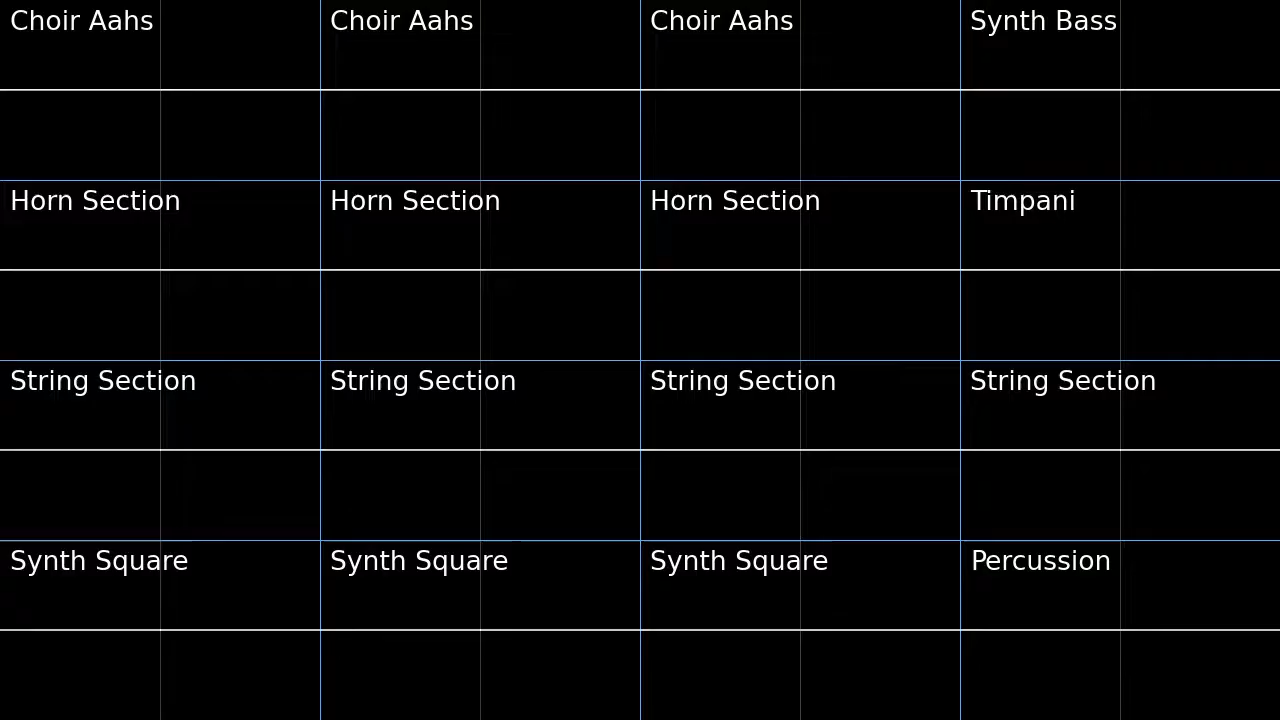 Choir Aahs
Choir Aahs
Choir Aahs
Synth Bass
Horn Section
Horn Section
Horn Section
Timpani
String Section
String Section
String Section
String Section
Synth Square
Synth Square
Synth Square
Percussion